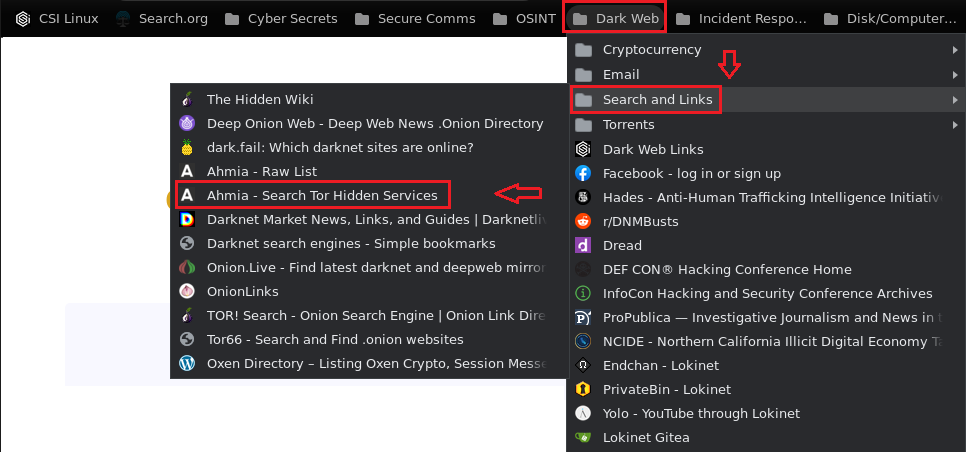 CSI Linux Search.org Cyber Secrets Secure Comms OSINT Dark Web Incident Respo... Disk/Computer...
Cryptocurrency
Email
Search and Links
Torrents
Dark Web Links
Facebook - log in or sign up
Hades - Anti-Human Trafficking Intelligence Initiativ
r/DNMBusts
Dread
DEF CON® Hacking Conference Home
InfoCon Hacking and Security Conference Archives
ProPublica — Investigative Journalism and News in
NCIDE - Northern California Illicit Digital Economy
Endchan - Lokinet
PrivateBin - Lokinet
Yolo - YouTube through Lokinet
Lokinet Gitea
The Hidden Wiki
Deep Onion Web - Deep Web News .Onion Directory
dark.fail: Which darknet sites are online?
Ahmia - Raw List
Ahmia - Search Tor Hidden Services
Darknet Market News, Links, and Guides | Darknetliv
Darknet search engines - Simple bookmarks
Onion.Live - Find latest darknet and deepweb mirror
OnionLinks
TOR! Search - Onion Search Engine | Onion Link Dire
Tor66 - Search and Find .onion websites
Oxen Directory – Listing Oxen Crypto, Session Messe